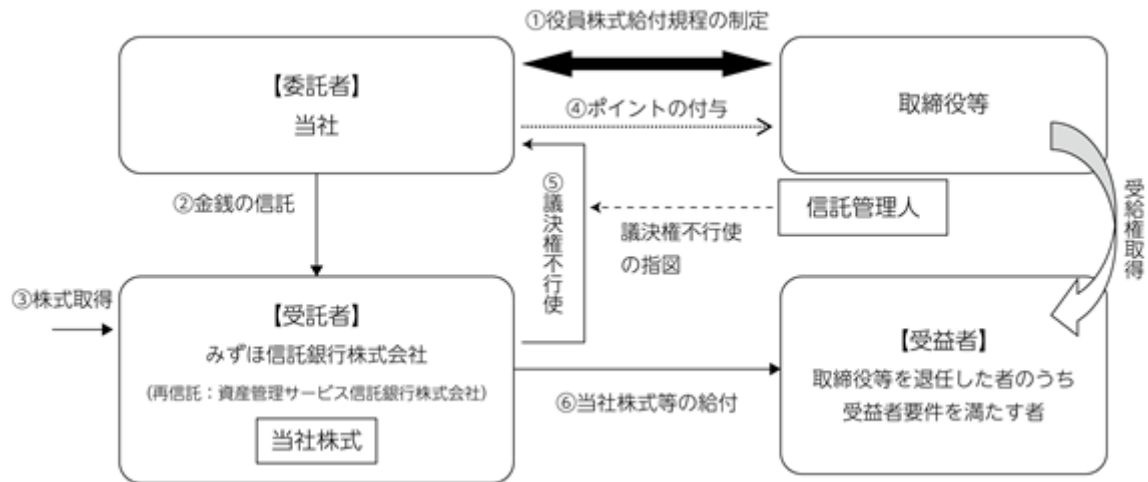 ①役員株式給付規程の制定
【委託者】
当社
④ポイントの付与
取締役等
②金銭の信託
⑤議決権不行使
議決権不行使
の指図
信託管理人
受給権取得
③株式取得
【受託者】
みずほ信託銀行株式会社
(再信託:資産管理サービス信託銀行株式会社)
当社株式
⑥当社株式等の給付
【受益者】
取締役等を退任した者のうち
受益者要件を満たす者